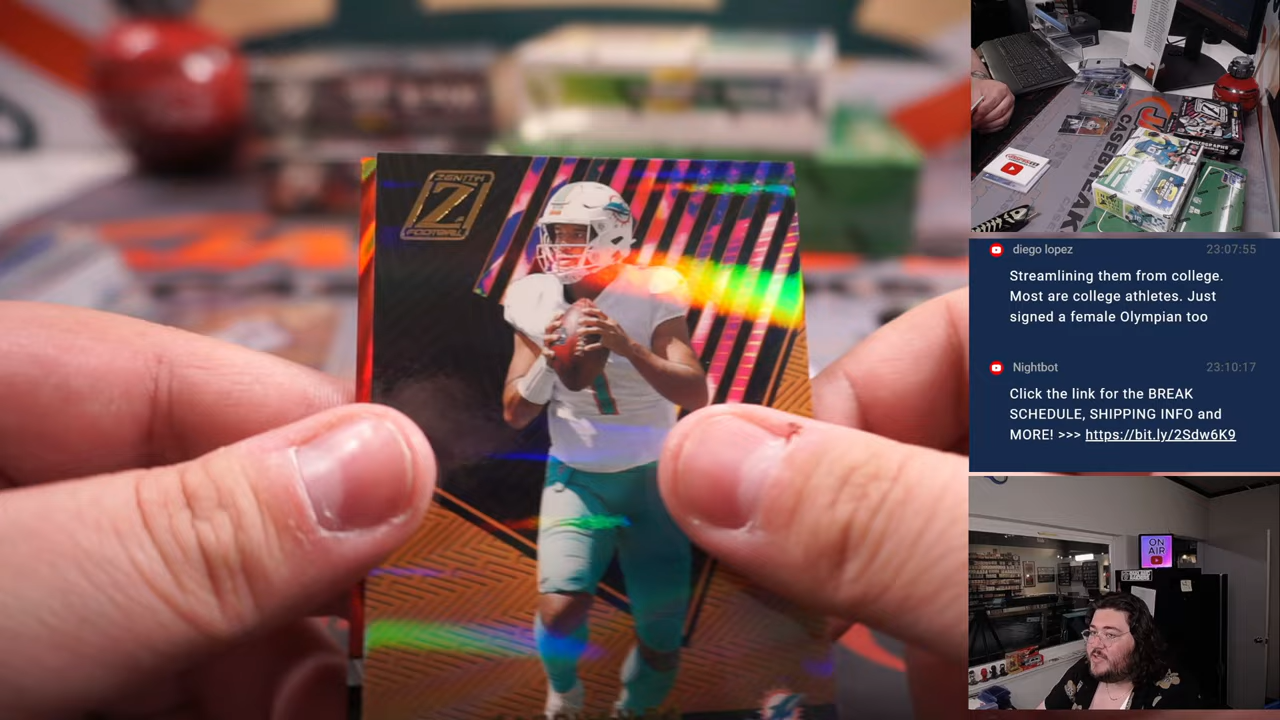 ZENITH
Z
FOOTBALL
1
CASEBREAK
diego lopez 23:07:55
Streamlining them from college.
Most are college athletes. Just
signed a female Olympian too
Nightbot 23:10:17
Click the link for the BREAK
SCHEDULE, SHIPPING INFO and
MORE! >>> https://bit.ly/2Sdw6K9
ON
AIR